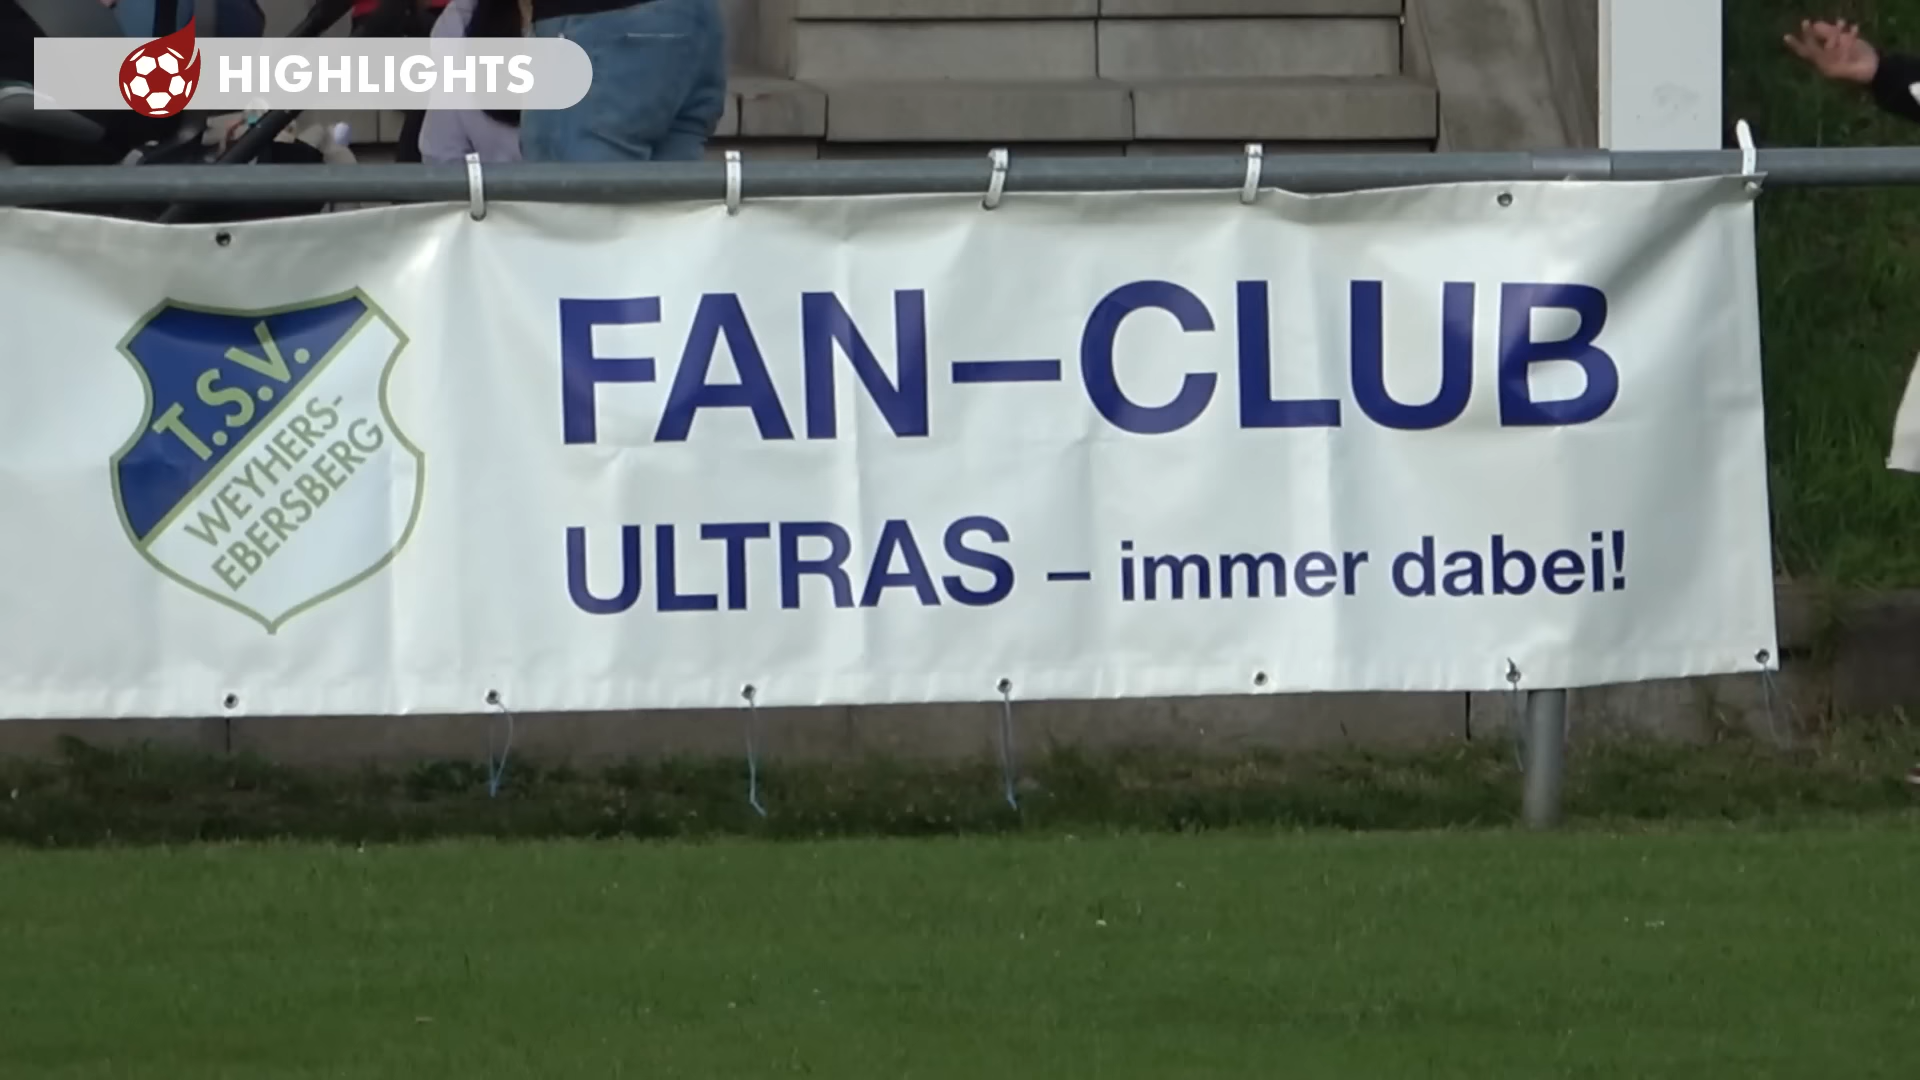 HIGHLIGHTS
T.S.V.
WEYHERS-
EBERSBERG
FAN–CLUB
ULTRAS – immer dabei!